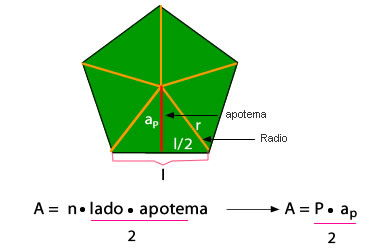 apotema
aₚ
r
l/2
Radio
l
A = n • lado • apotema
2
A = P • aₚ
2